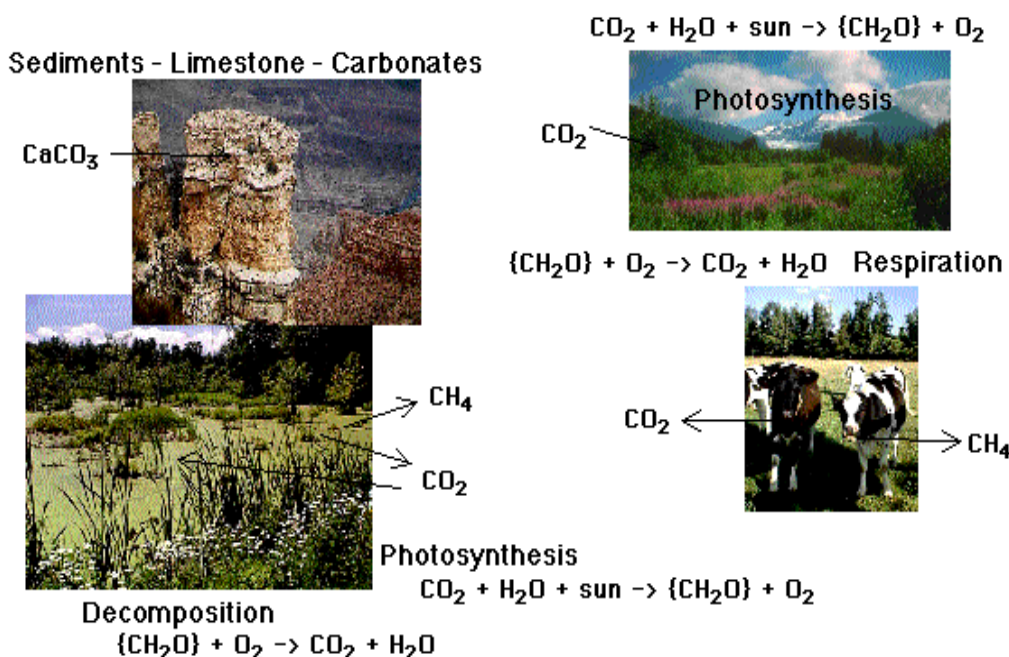 CO₂ + H₂O + sun -> {CH₂O} + O₂
Sediments - Limestone - Carbonates
Photosynthesis
CO₂
CaCO₃
{CH₂O} + O₂ -> CO₂ + H₂O Respiration
CH₄
CO₂
CO₂
CH₄
Photosynthesis
CO₂ + H₂O + sun -> {CH₂O} + O₂
Decomposition
{CH₂O} + O₂ -> CO₂ + H₂O